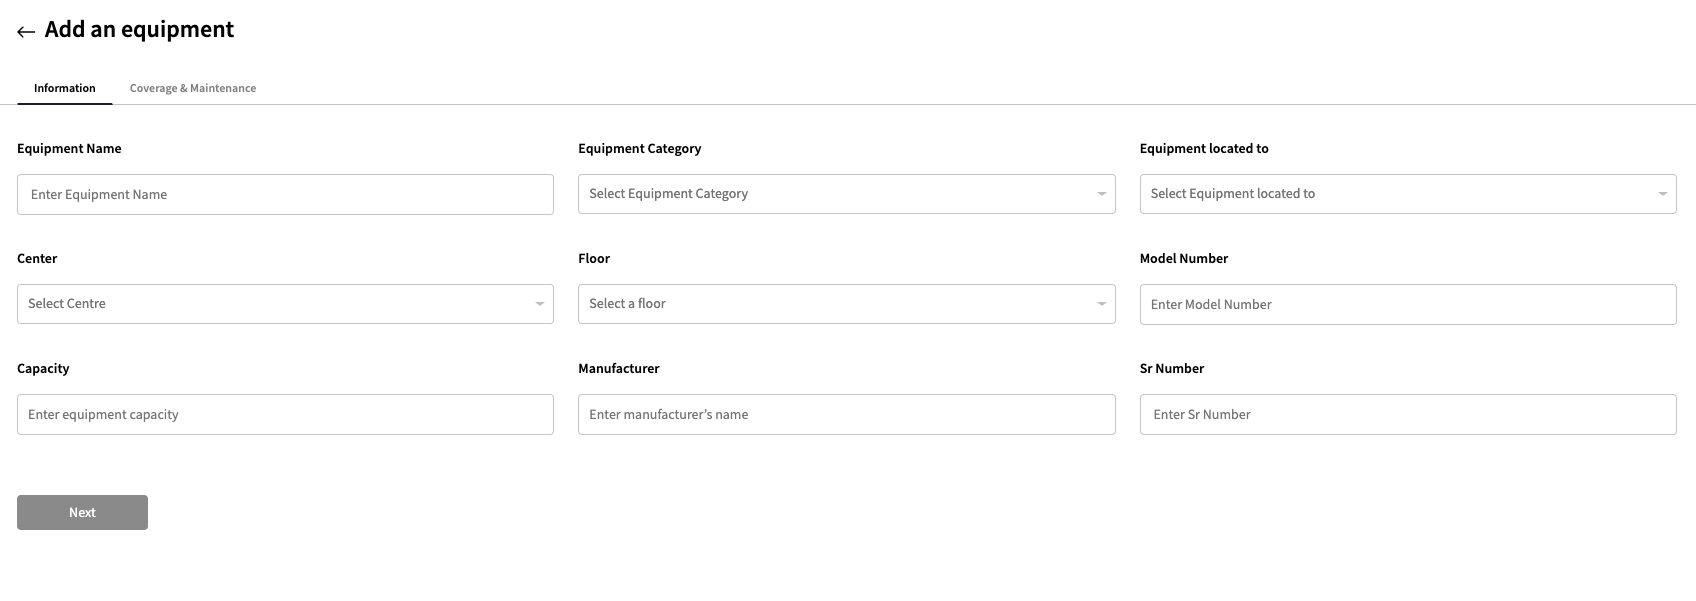 Add an equipment
Information
Coverage & Maintenance
Equipment Name
Equipment Category
Equipment located to
Enter Equipment Name
Select Equipment Category
Select Equipment located to
Center
Floor
Model Number
Select Centre
Select a floor
Enter Model Number
Capacity
Manufacturer
Sr Number
Enter equipment capacity
Enter manufacturer’s name
Enter Sr Number
Next